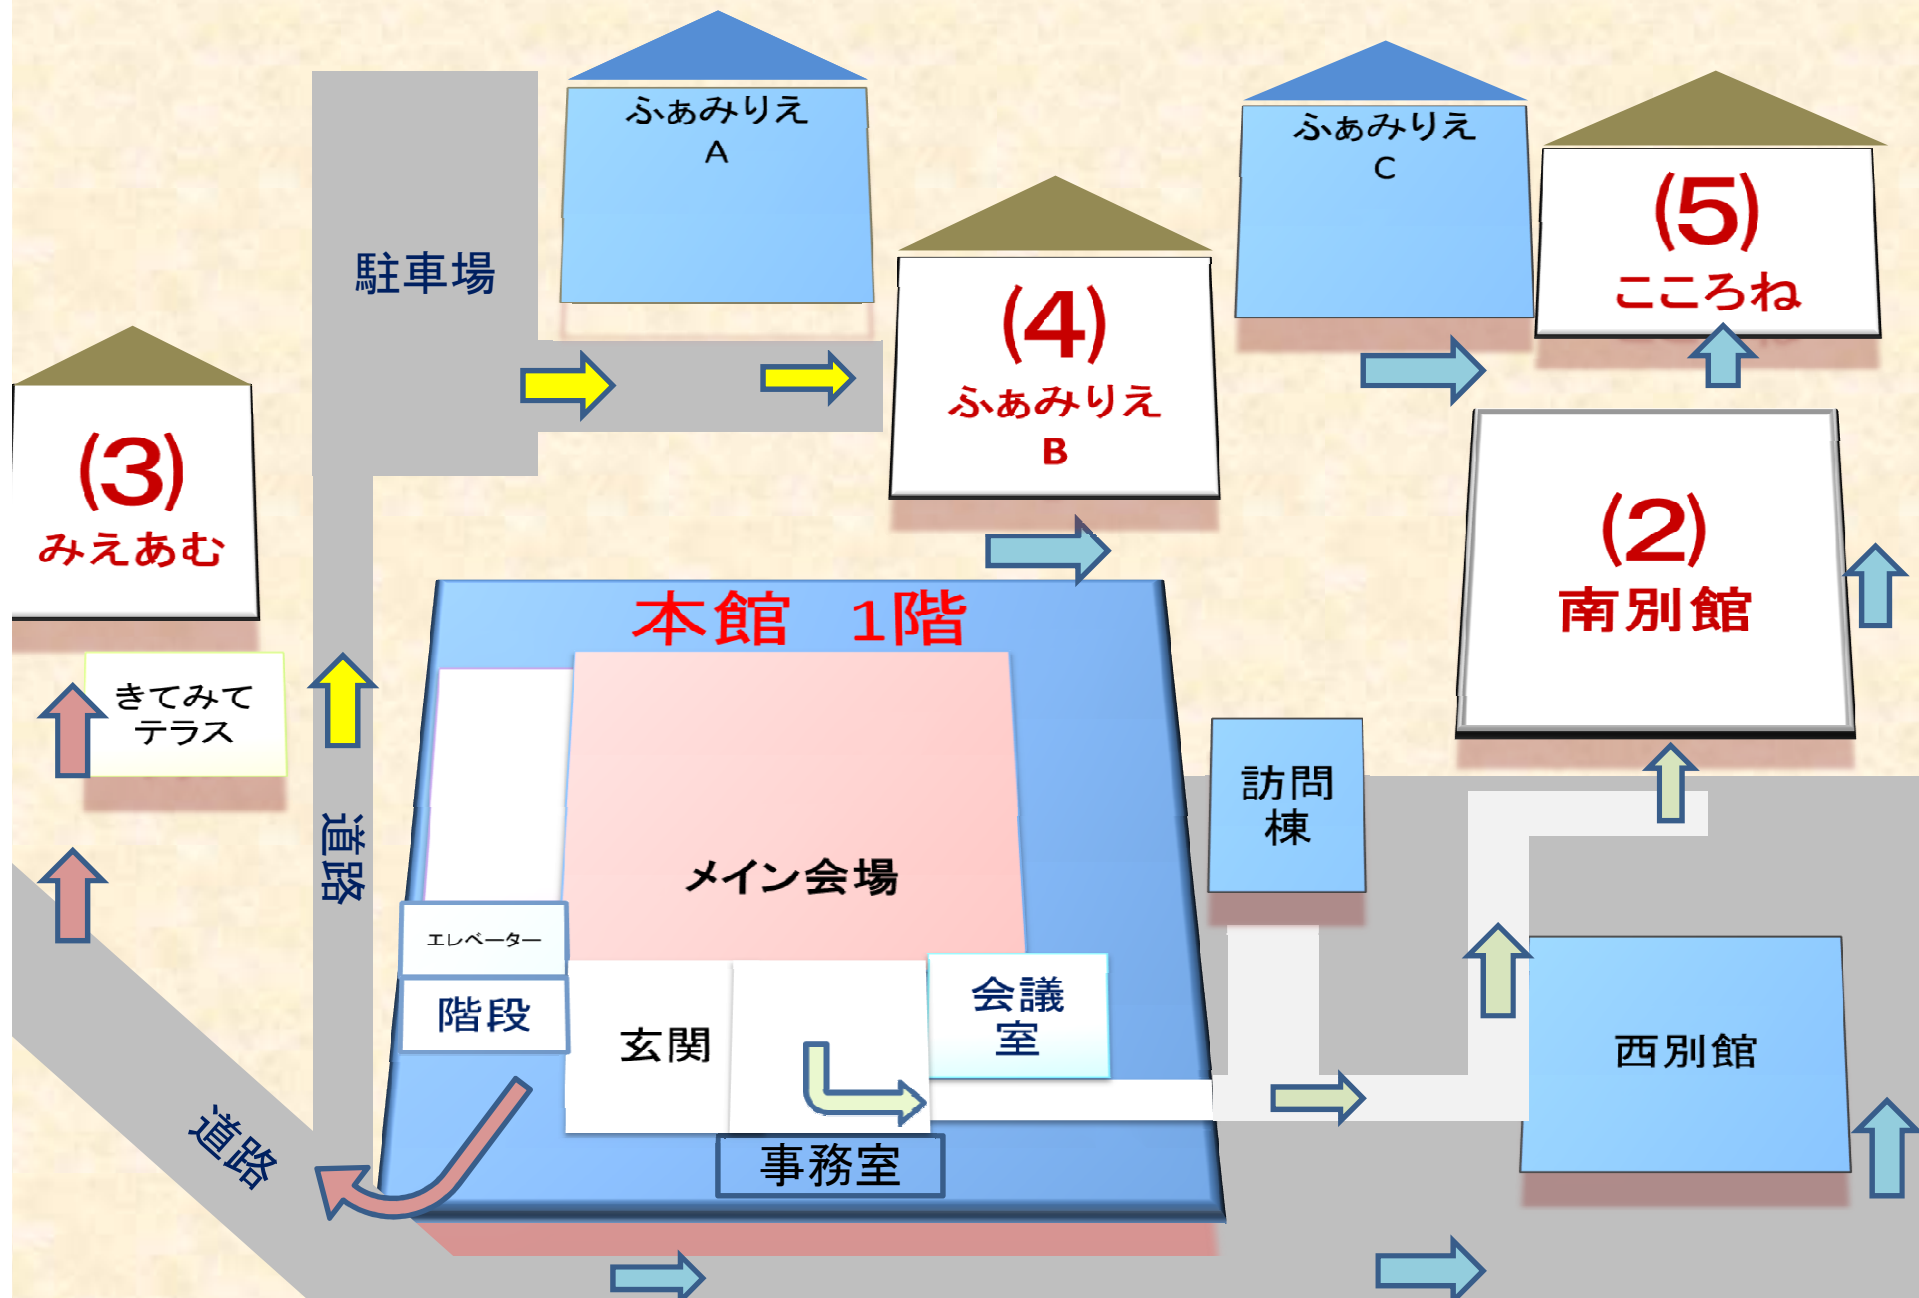 ふぁみりえ
A
ふぁみりえ
C
(5)
こころね
駐車場
(4)
ふぁみりえ
B
(3)
みえあむ
(2)
南別館
本館 1階
きてみて
テラス
道路
訪問
棟
メイン会場
エレベーター
階段
玄関
会議
室
西別館
道路
事務室